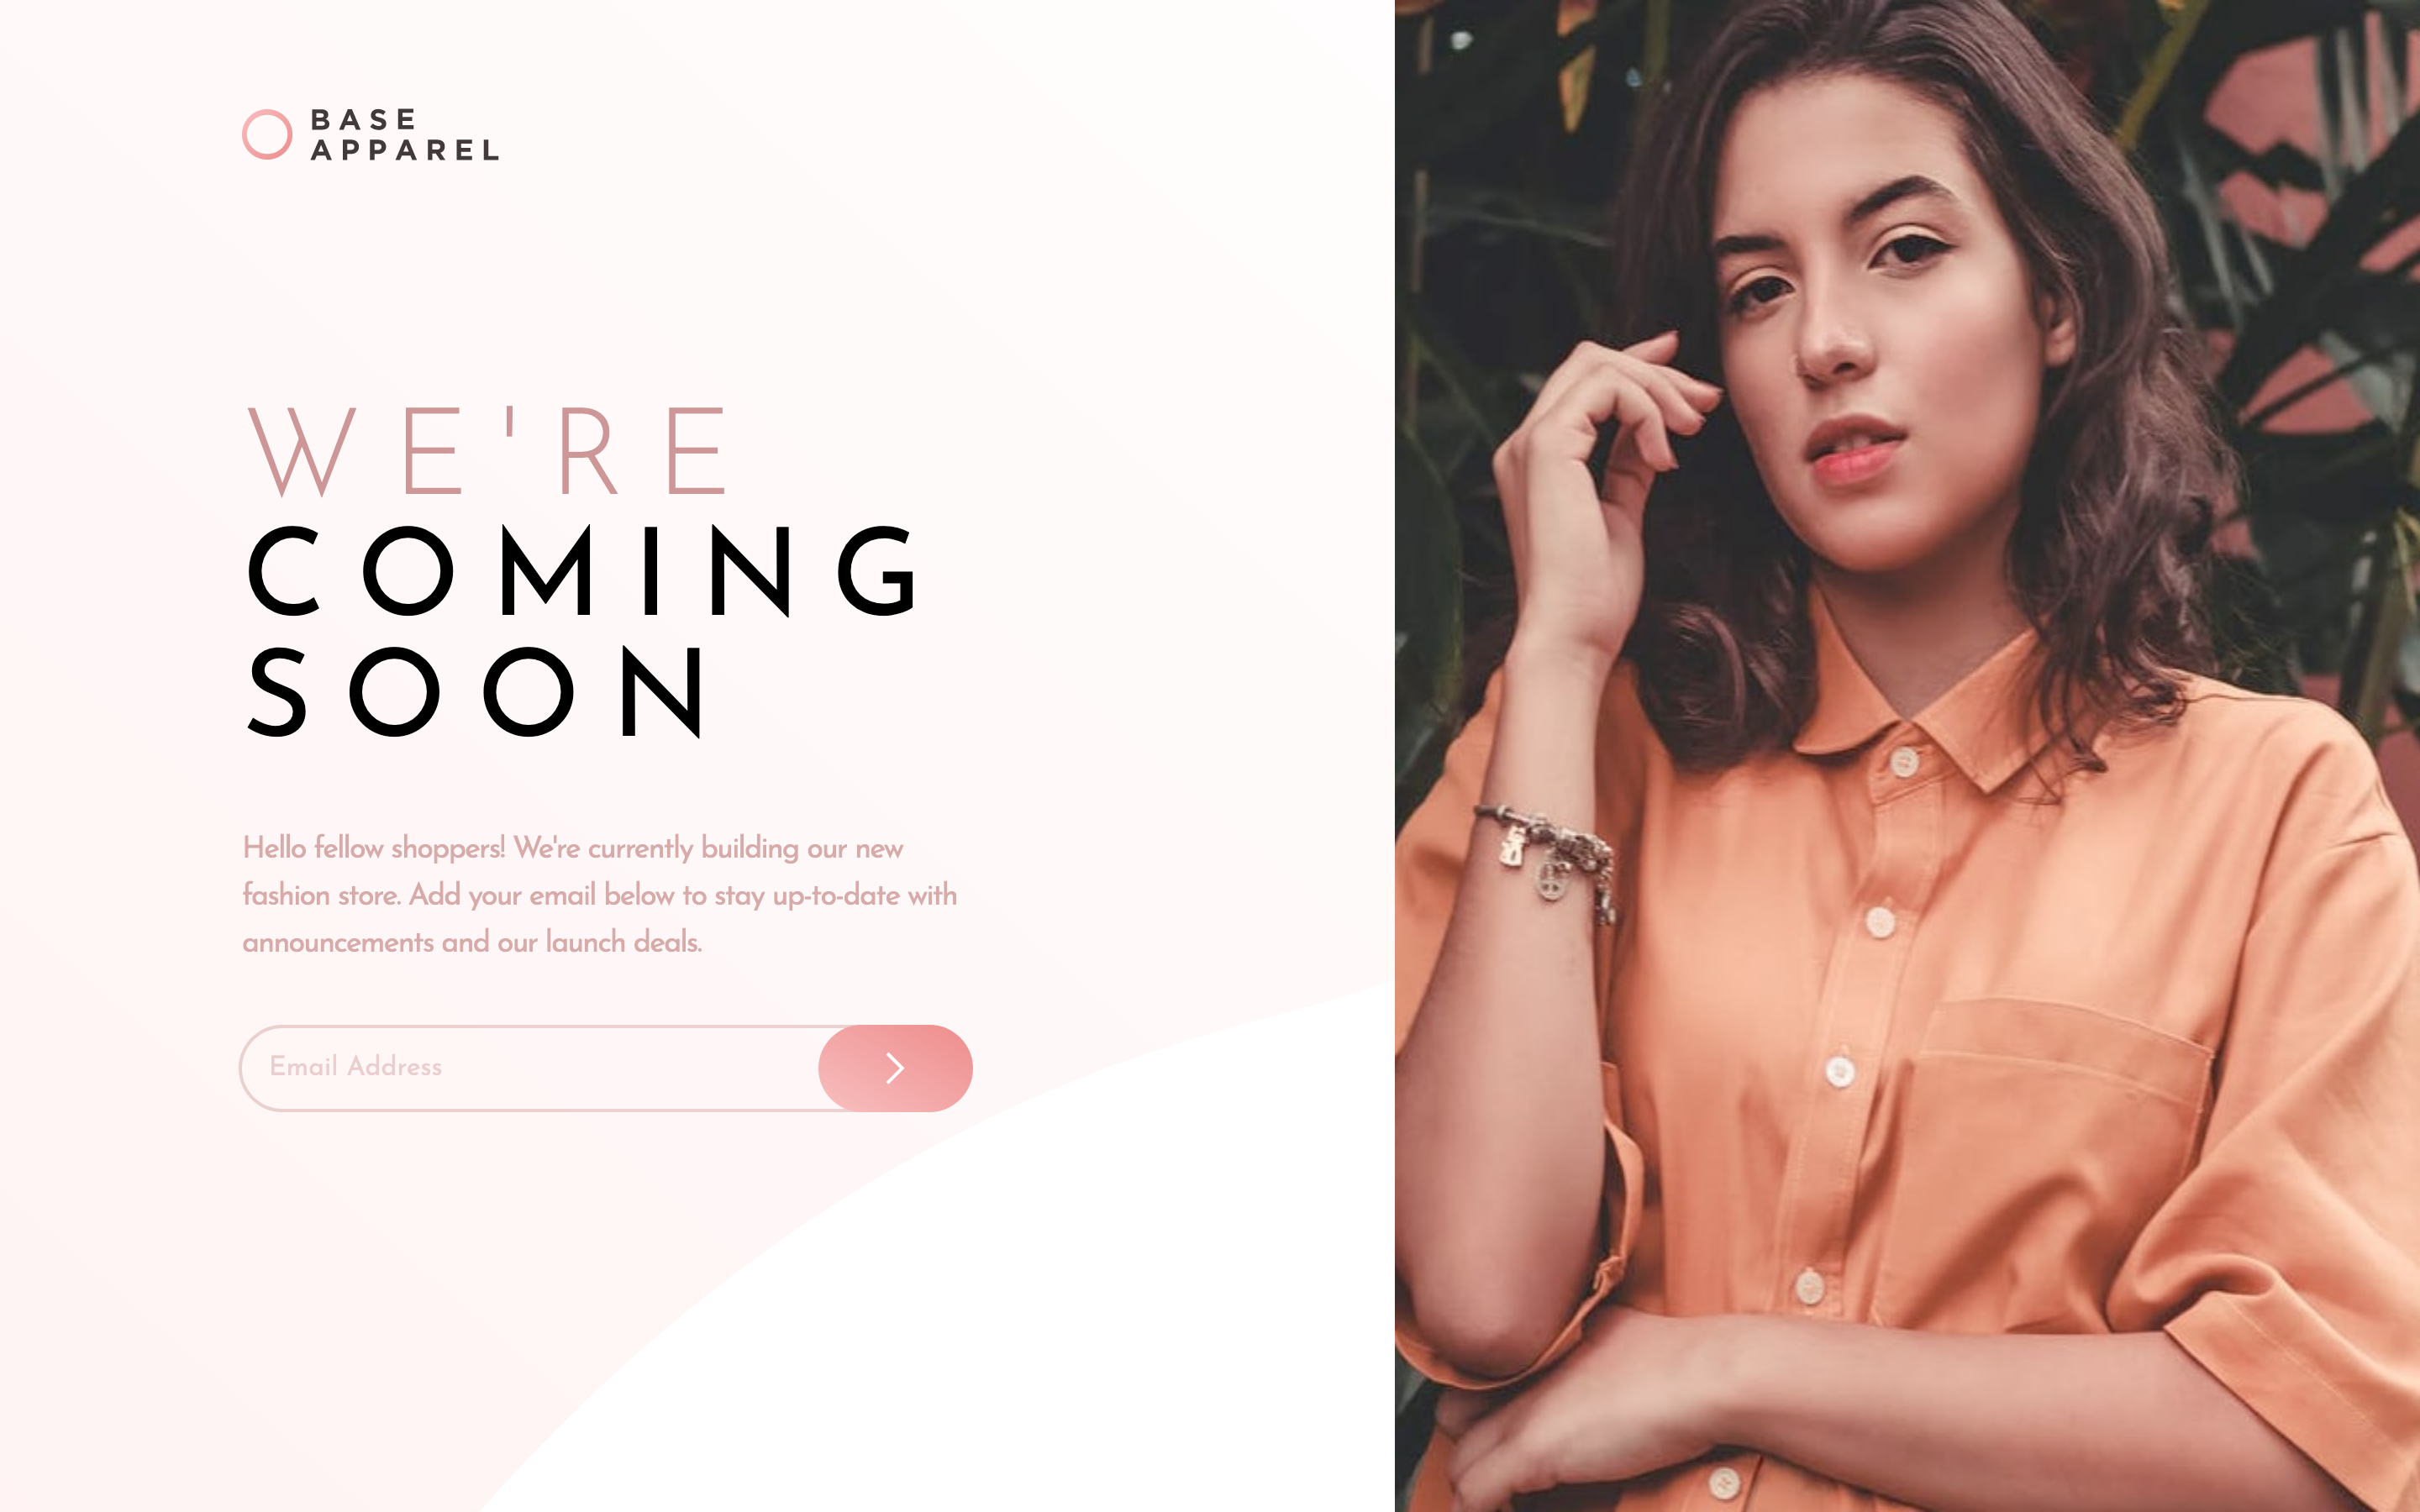 BASE
APPAREL
WE'RE
COMING
SOON
Hello fellow shoppers! We're currently building our new
fashion store. Add your email below to stay up-to-date with
announcements and our launch deals.
Email Address